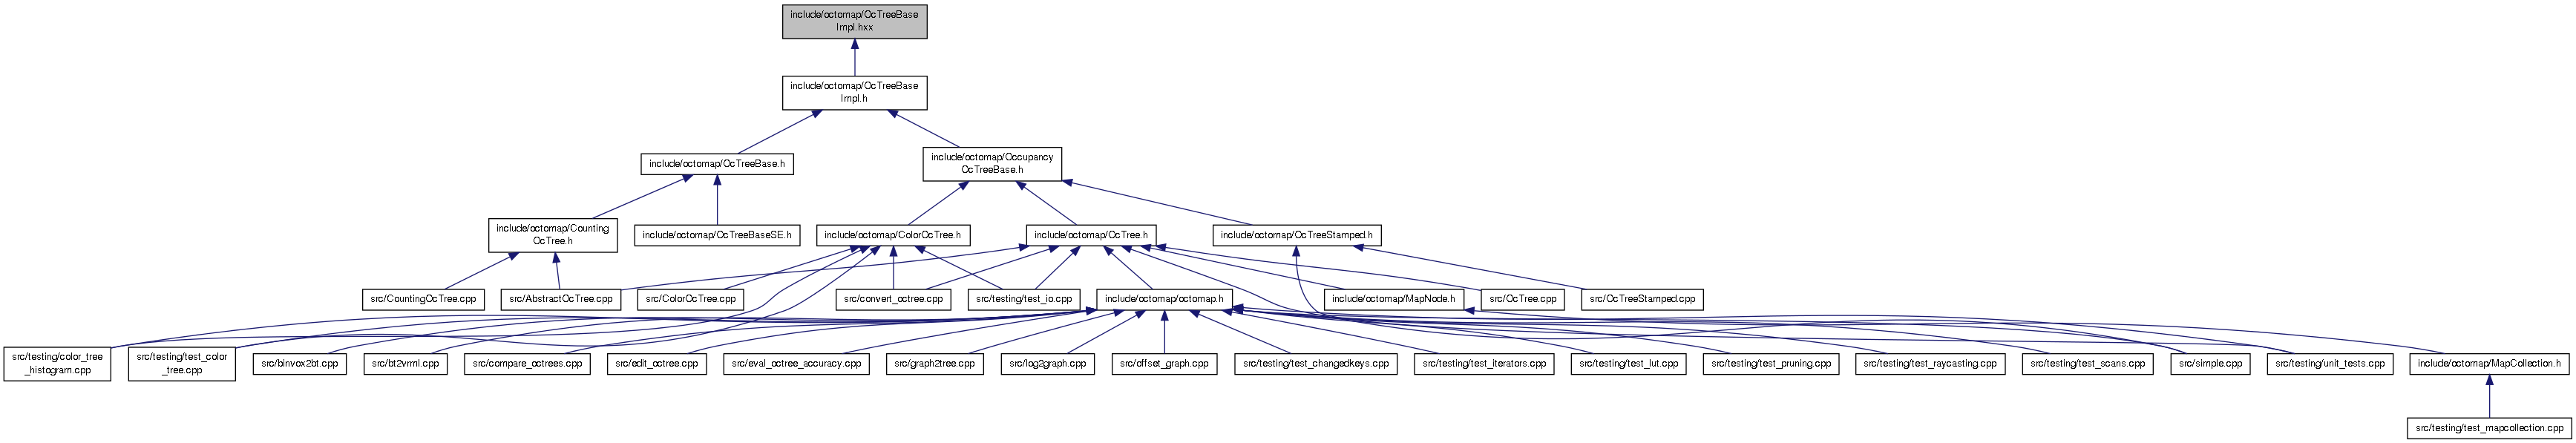 include/octomap/OcTreeBase
Impl.hxx
include/octomap/OcTreeBase
Impl.h
include/octomap/OcTreeBase.h
include/octomap/Occupancy
OcTreeBase.h
include/octomap/Counting
OcTree.h
include/octomap/OcTreeBaseSE.h
include/octomap/ColorOcTree.h
include/octomap/OcTree.h
include/octomap/OcTreeStamped.h
src/CountingOcTree.cpp
src/AbstractOcTree.cpp
src/ColorOcTree.cpp
src/convert_octree.cpp
src/testing/test_io.cpp
include/octomap/octomap.h
include/octomap/MapNode.h
src/OcTree.cpp
src/OcTreeStamped.cpp
src/testing/color_tree
_histogram.cpp
src/testing/test_color
_tree.cpp
src/binvox2bt.cpp
src/bt2vrml.cpp
src/compare_octrees.cpp
src/edit_octree.cpp
src/eval_octree_accuracy.cpp
src/graph2tree.cpp
src/log2graph.cpp
src/offset_graph.cpp
src/testing/test_changedkeys.cpp
src/testing/test_iterators.cpp
src/testing/test_lut.cpp
src/testing/test_pruning.cpp
src/testing/test_raycasting.cpp
src/testing/test_scans.cpp
src/simple.cpp
src/testing/unit_tests.cpp
include/octomap/MapCollection.h
src/testing/test_mapcollection.cpp